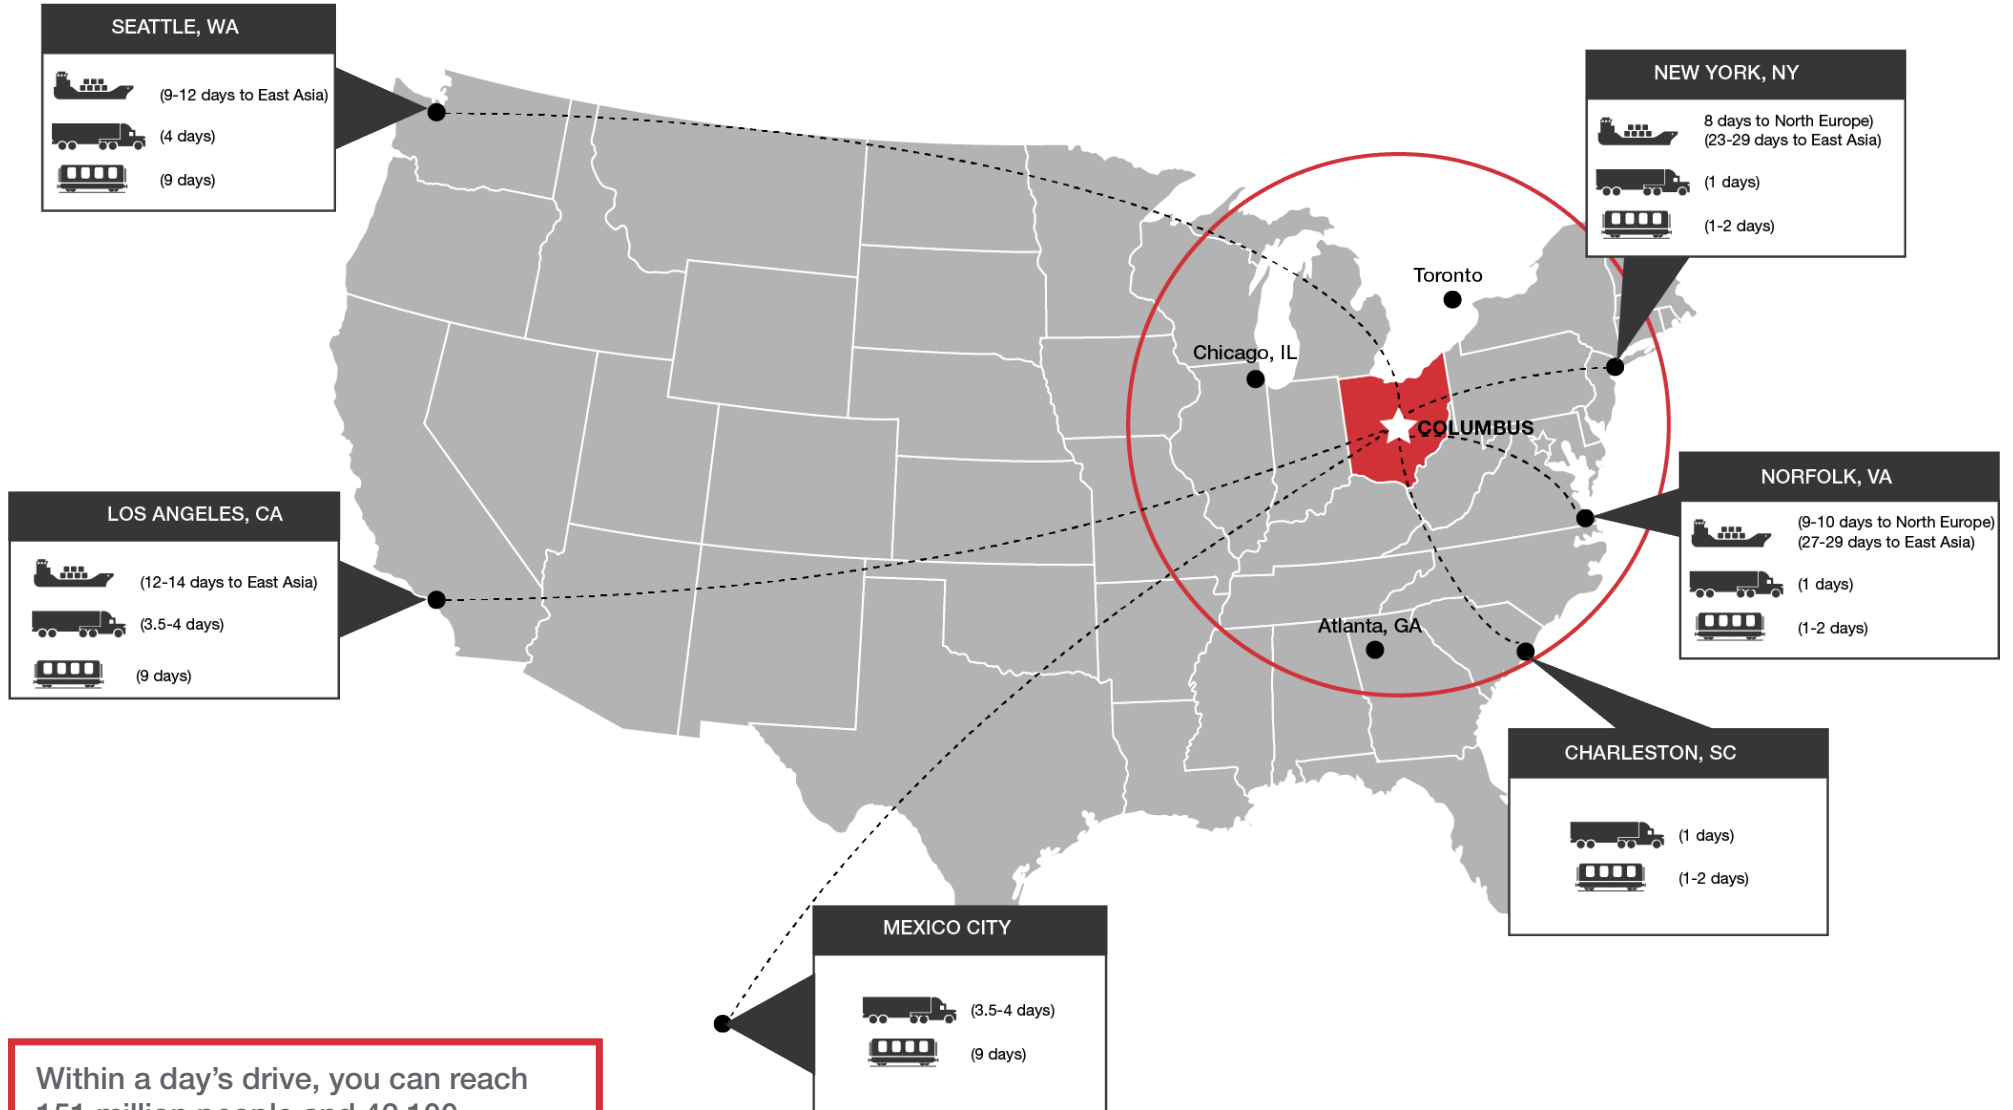 SEATTLE, WA
(9-12 days to East Asia)
(4 days)
(9 days)
NEW YORK, NY
8 days to North Europe)
(23-29 days to East Asia)
(1 days)
(1-2 days)
Toronto
Chicago, IL
COLUMBUS
NORFOLK, VA
(9-10 days to North Europe)
(27-29 days to East Asia)
(1 days)
(1-2 days)
LOS ANGELES, CA
(12-14 days to East Asia)
(3.5-4 days)
(9 days)
Atlanta, GA
CHARLESTON, SC
(1 days)
(1-2 days)
MEXICO CITY
(3.5-4 days)
(9 days)
Within a day's drive, you can reach
151 million people and